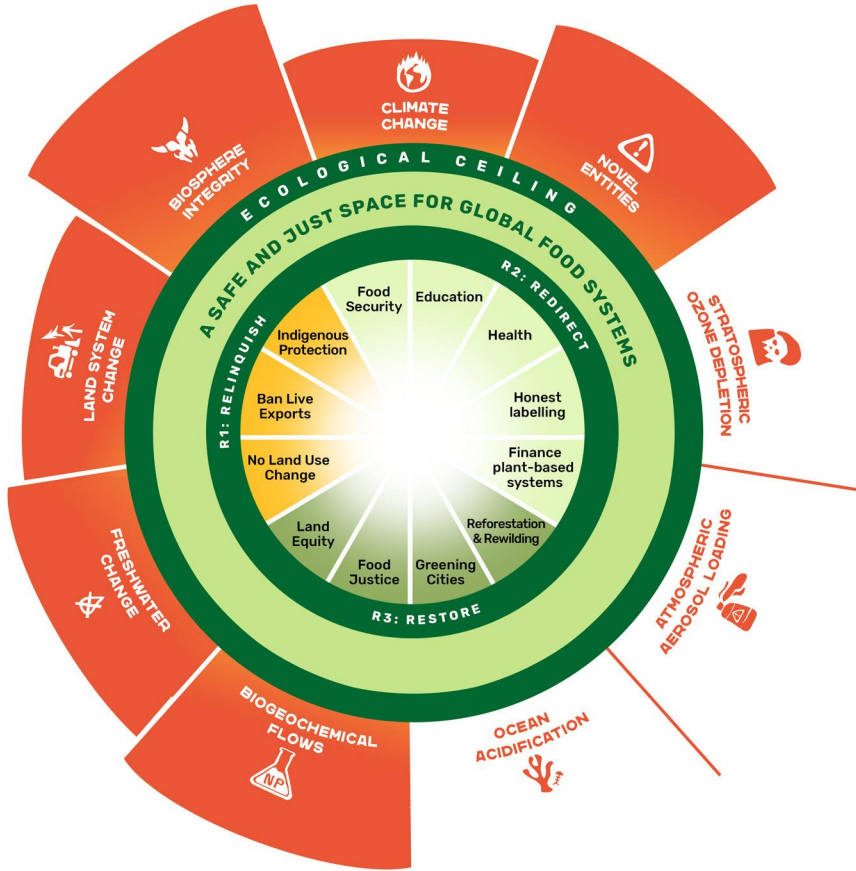 CLIMATE
CHANGE
NOVEL
ENTITIES
STRATOSPHERIC
OZONE DEPLETION
ATMOSPHERIC
AEROSOL LOADING
OCEAN
ACIDIFICATION
BIOGEOCHEMICAL
FLOWS
NP
FRESHWATER
CHANGE
LAND SYSTEM
CHANGE
BIOSPHERE
INTEGRITY
ECOLOGICAL CEILING
A SAFE AND JUST SPACE FOR GLOBAL FOOD SYSTEMS
R1: RELINQUISH
R2: REDIRECT
R3: RESTORE
Food
Security
Education
Health
Honest
labelling
Finance
plant-based
systems
Reforestation
& Rewilding
Greening
Cities
Food
Justice
Land
Equity
No Land Use
Change
Ban Live
Exports
Indigenous
Protection